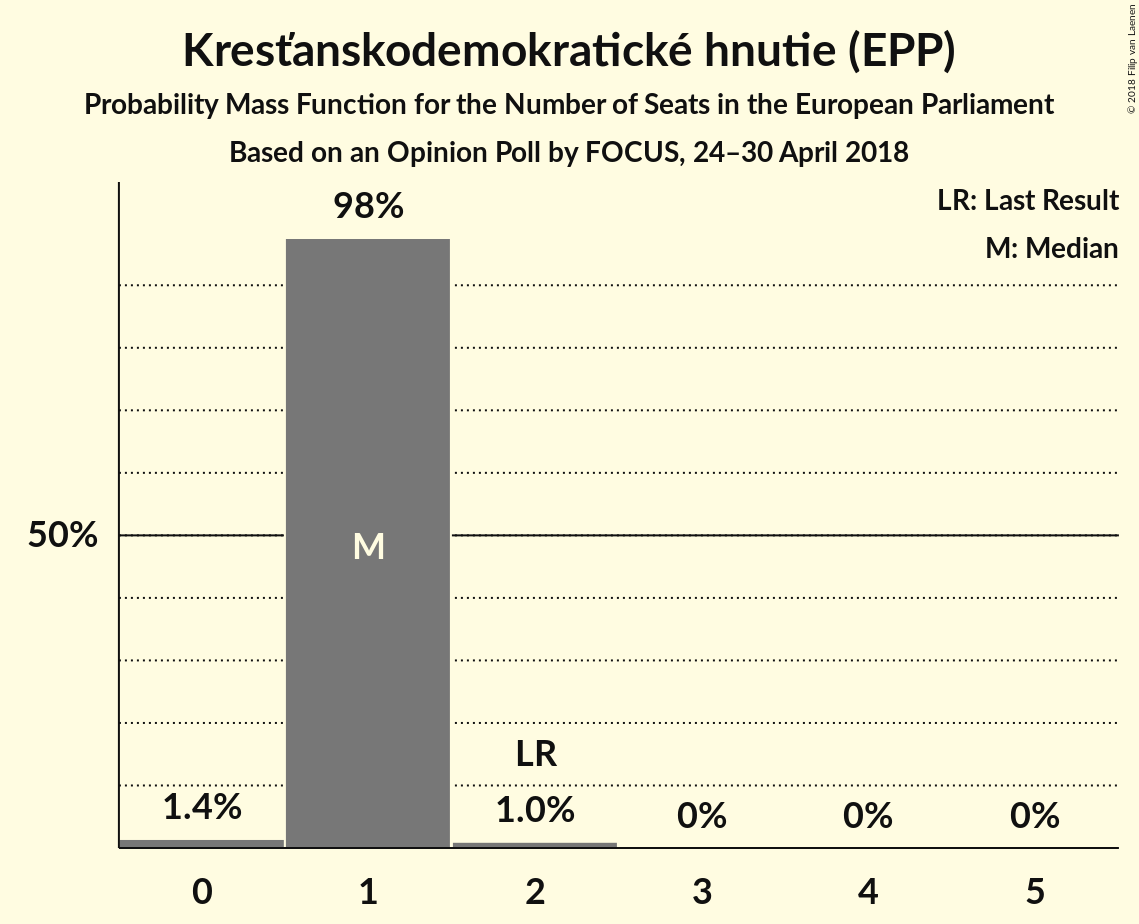 Kresťanskodemokratické hnutie (EPP)
Probability Mass Function for the Number of Seats in the European Parliament
Based on an Opinion Poll by FOCUS, 24–30 April 2018
© 2018 Filip van Laenen
LR: Last Result
M: Median
98%
50%
M
LR
1.4%
1.0%
0%
0%
0%
0
1
2
3
4
5